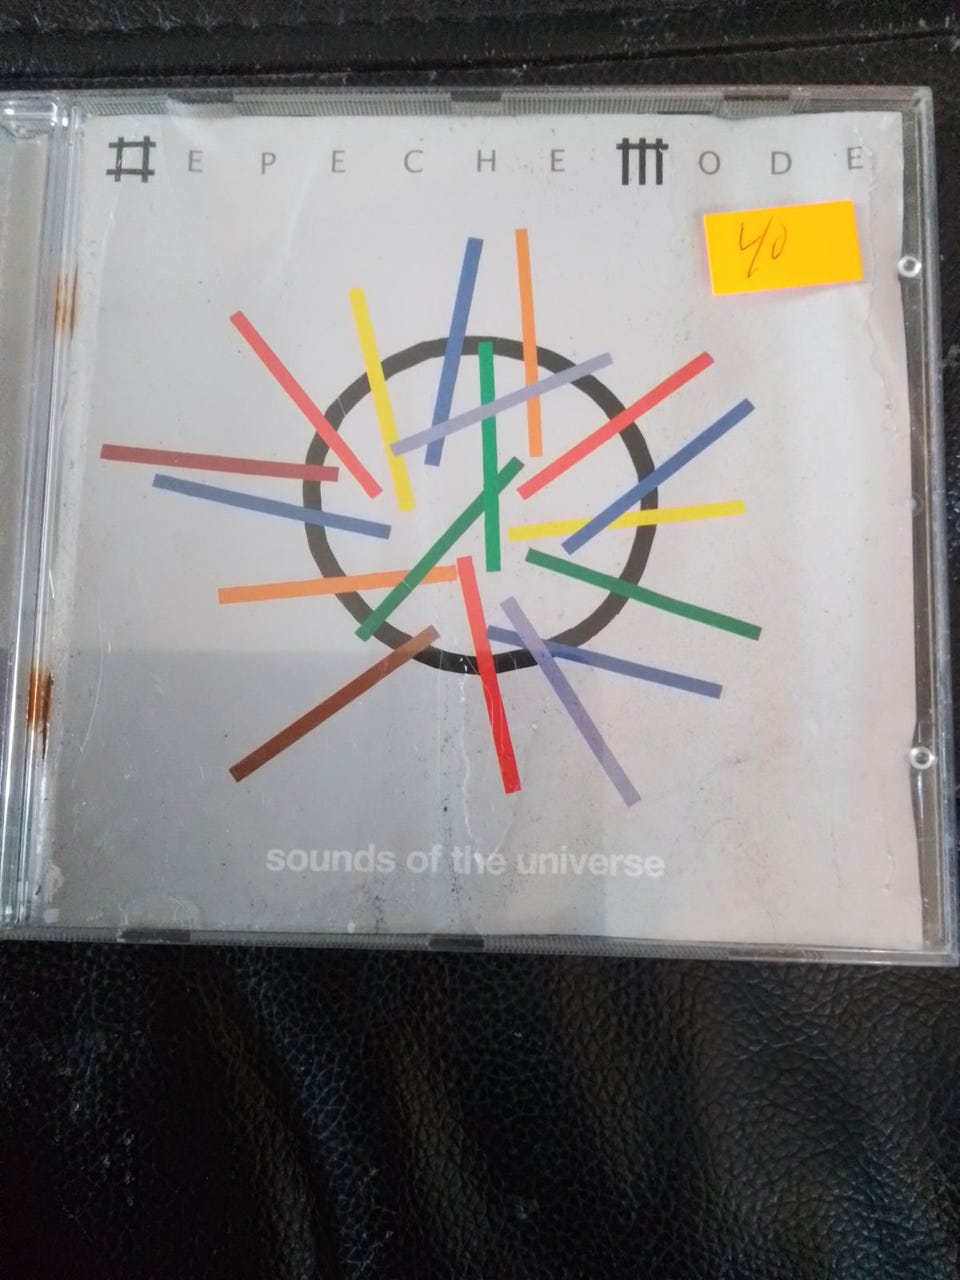 DEPECHE MODE
40
sounds of the universe